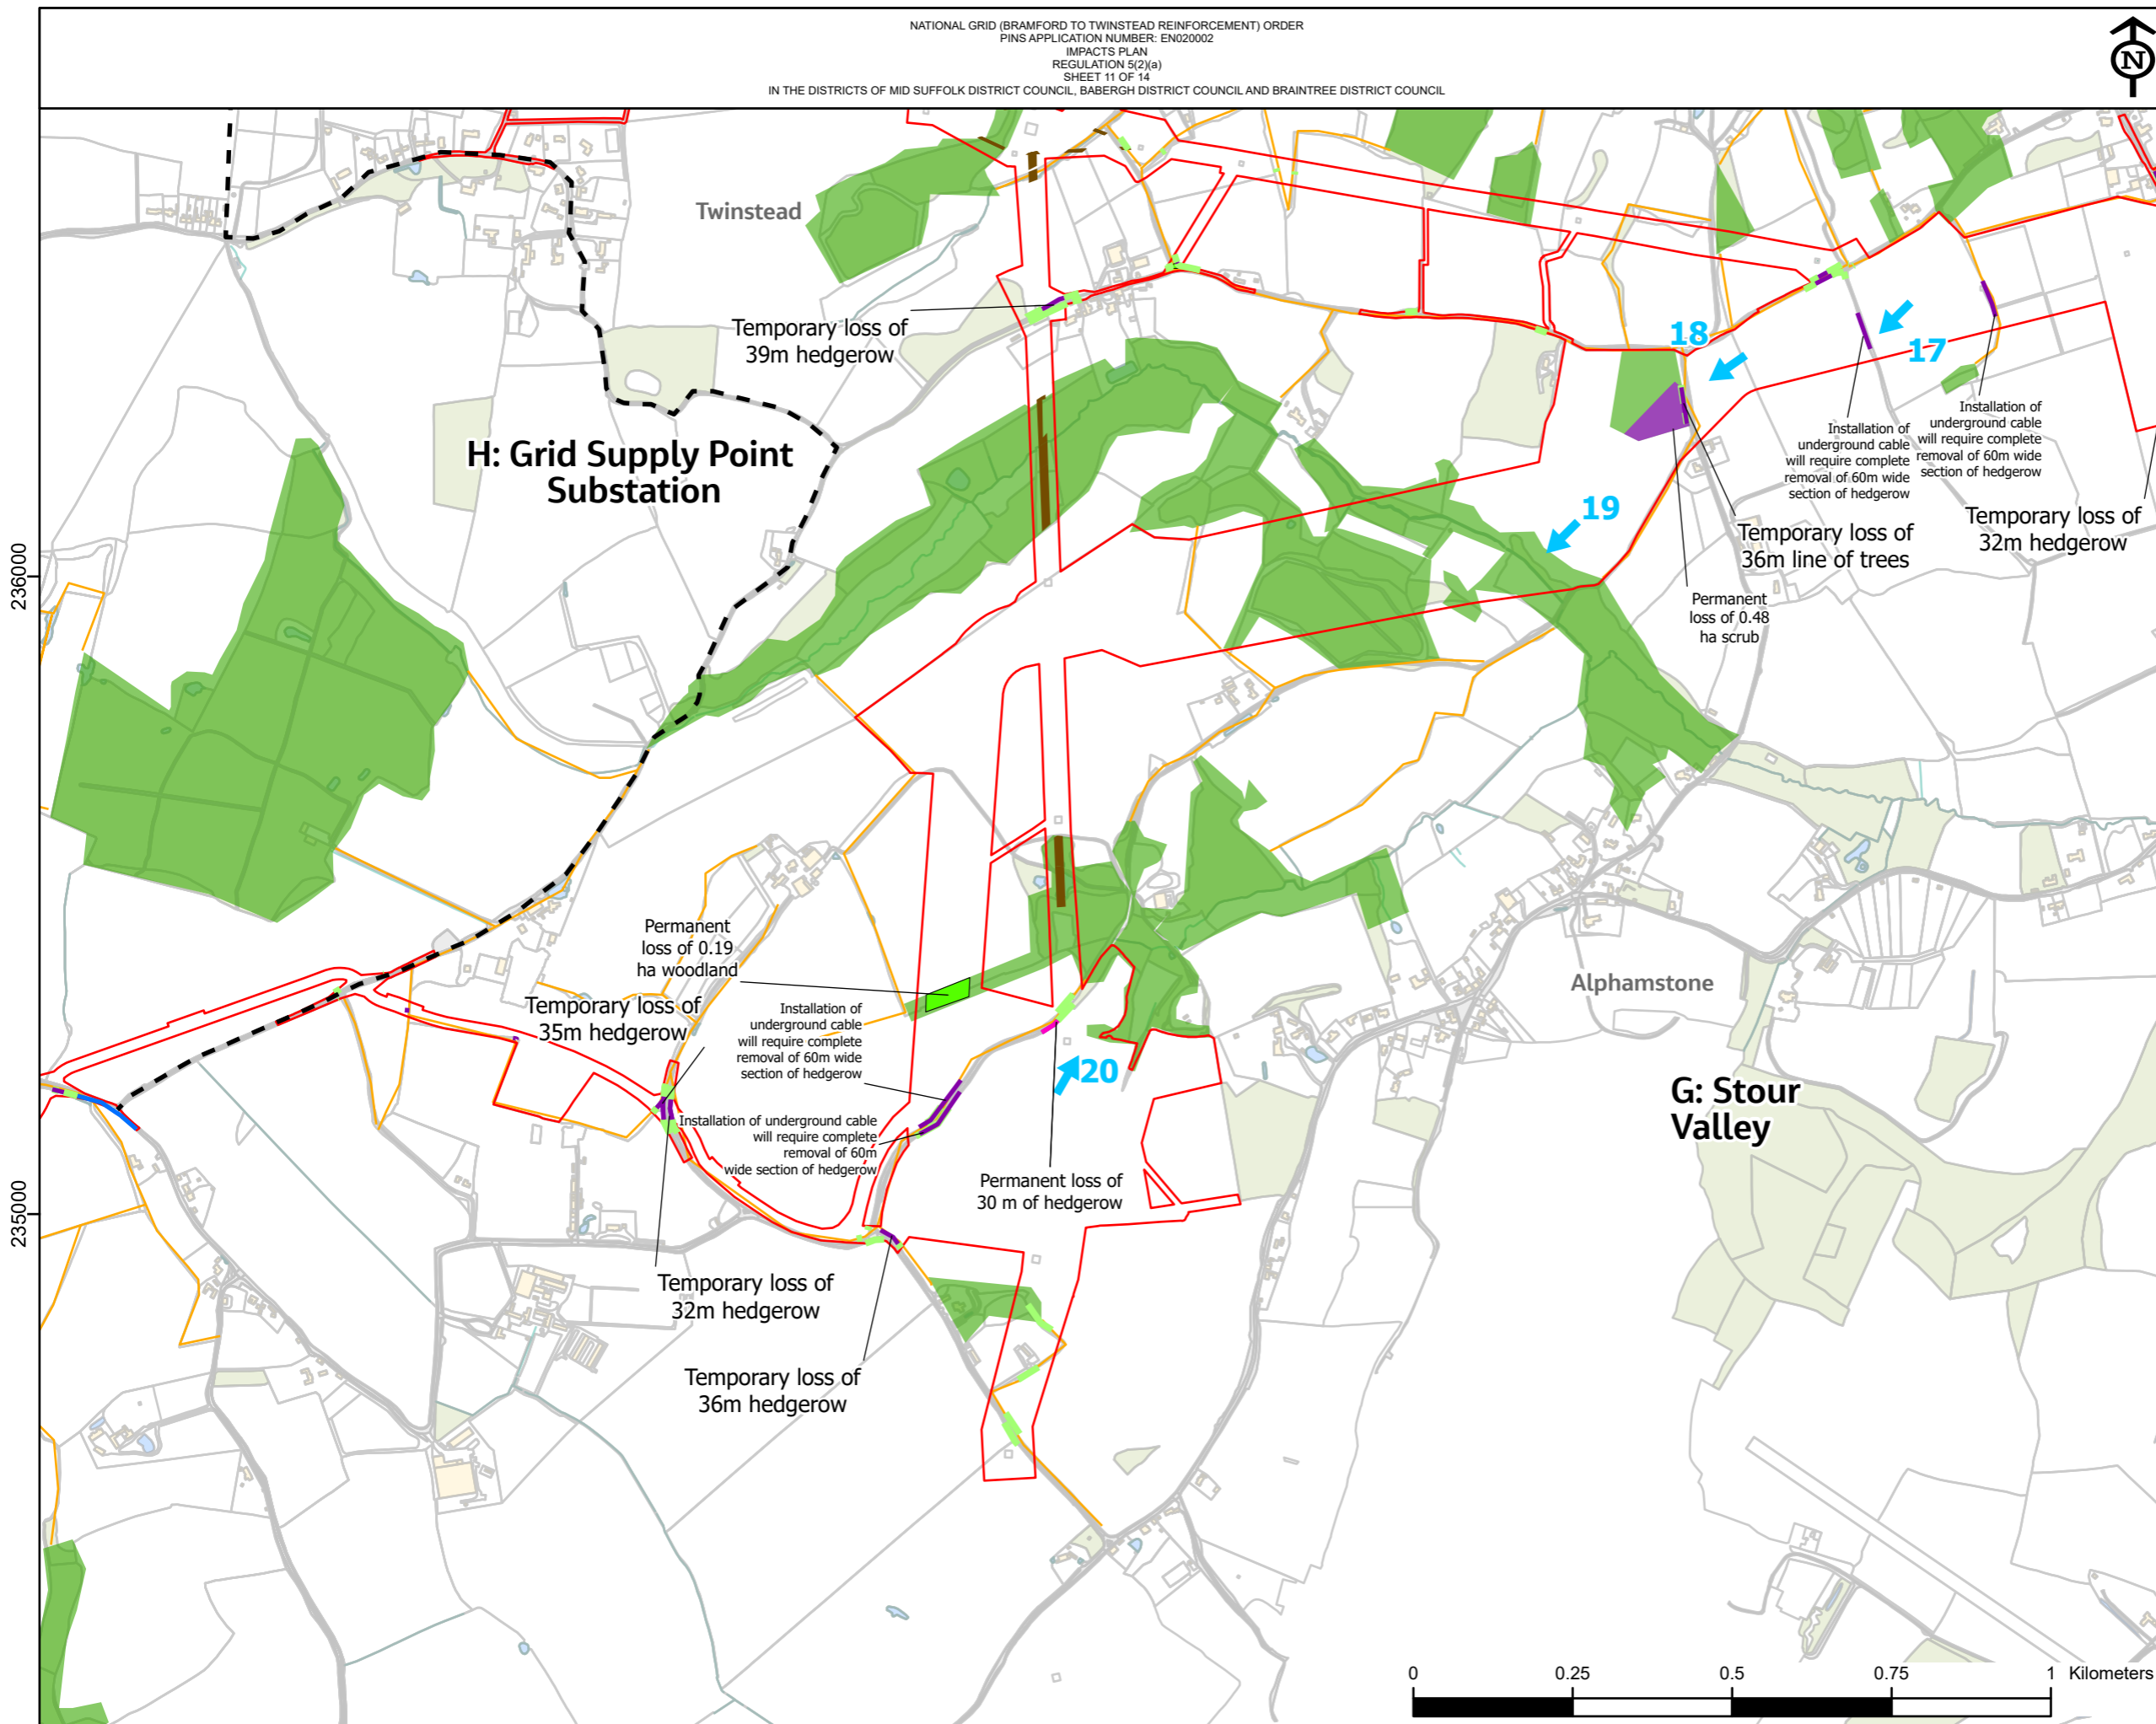 NATIONAL GRID (BRAMFORD TO TWINSTEAD REINFORCEMENT) ORDER
PINS APPLICATION NUMBER: EN020002
IMPACTS PLAN
REGULATION 5(2)(a)
SHEET 11 OF 14
IN THE DISTRICTS OF MID SUFFOLK DISTRICT COUNCIL, BABERGH DISTRICT COUNCIL AND BRAINTREE DISTRICT COUNCIL
N
Twinstead
Temporary loss of
39m hedgerow
18
17
H: Grid Supply Point
Substation
Installation of
underground cable
will require complete
removal of 60m wide
section of hedgerow
Installation of
underground cable
will require complete
removal of 60m wide
section of hedgerow
19
Temporary loss of
36m line of trees
Temporary loss of
32m hedgerow
236000
Permanent
loss of 0.48
ha scrub
Permanent
loss of 0.19
ha woodland
Temporary loss of
35m hedgerow
Installation of
underground cable
will require complete
removal of 60m wide
section of hedgerow
Alphamstone
20
G: Stour
Valley
Installation of underground cable
will require complete
removal of 60m
wide section of hedgerow
Permanent loss of
30 m of hedgerow
235000
Temporary loss of
32m hedgerow
Temporary loss of
36m hedgerow
0 0.25 0.5 0.75 1 Kilometers